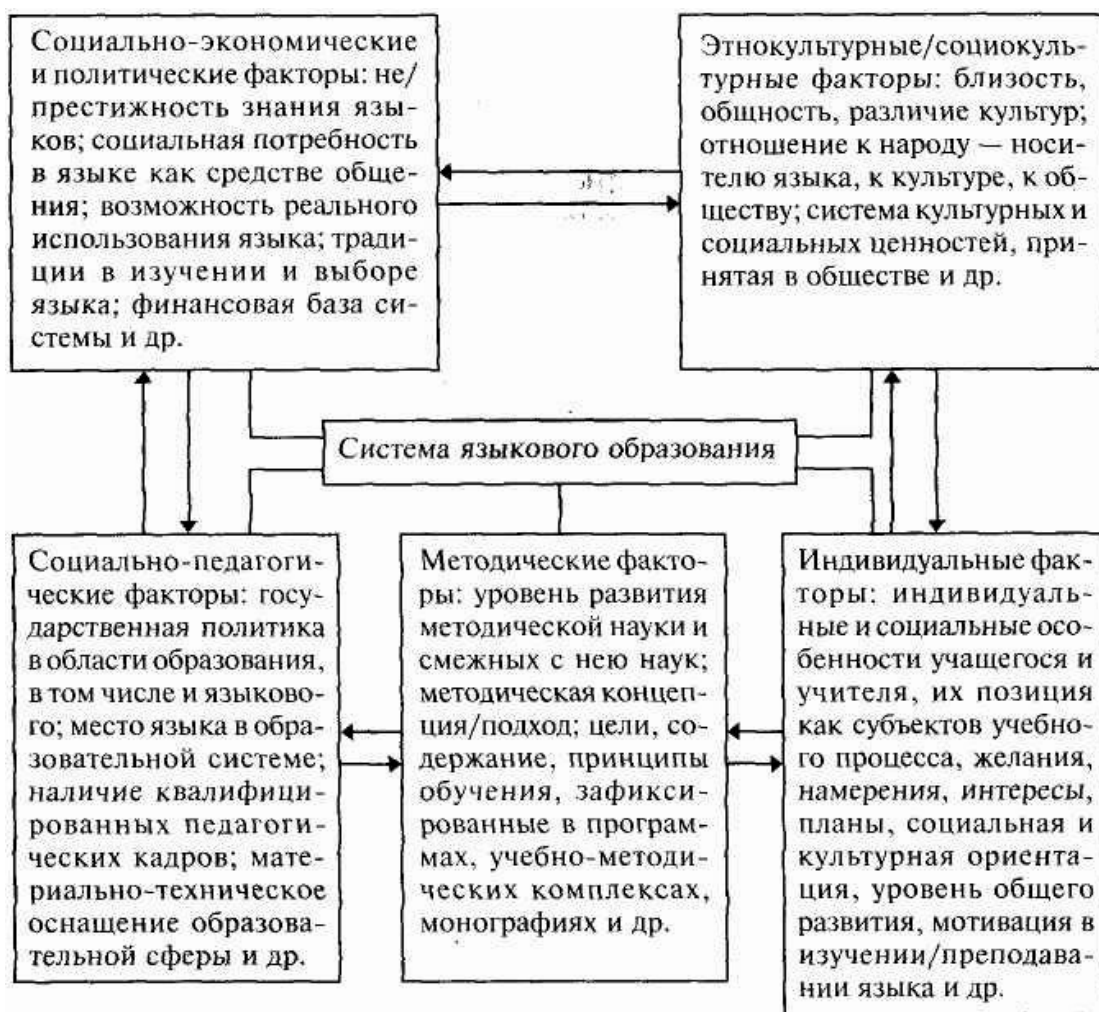 Социально-экономические
и политические факторы: не/
престижность знания язы-
ков; социальная потребность
в языке как средстве обще-
ния; возможность реального
использования языка; тради-
ции в изучении и выборе
языка; финансовая база си-
стемы и др.
Этнокультурные/социокуль-
турные факторы: близость,
общность, различие культур;
отношение к народу — носи-
телю языка, к культуре, к об-
ществу; система культурных и
социальных ценностей, при-
нятая в обществе и др.
Система языкового образования
Социально-педагоги-
ческие факторы: госу-
дарственная политика
в области образования,
в том числе и языково-
го; место языка в обра-
зовательной системе;
наличие квалифици-
рованных педагоги-
ческих кадров; мате-
риально-техническое
оснащение образова-
тельной сферы и др.
Методические факто-
ры: уровень развития
методической науки и
смежных с нею наук;
методическая концеп-
ция/подход; цели, со-
держание, принципы
обучения, зафикси-
рованные в програм-
мах, учебно-методи-
ческих комплексах,
монографиях и др.
Индивидуальные фак-
торы: индивидуаль-
ные и социальные осо-
бенности учащегося и
учителя, их позиция
как субъектов учебно-
го процесса, желания,
намерения, интересы,
планы, социальная и
культурная ориента-
ция, уровень общего
развития, мотивация в
изучении/преподава-
нии языка и др.